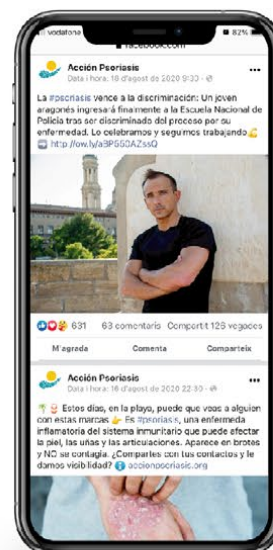 vodafone
82%
facebook.com
Acción Psoriasis
Data i hora: 18 d'agost de 2020 9:30 ·
La #psoriasis vence a la discriminación: Un joven
aragonés ingresará finalmente a la Escuela Nacional de
Policía tras ser discriminado del proceso por su
enfermedad. Lo celebramos y seguimos trabajando
631 63 comentaris Compartit 126 vegades
M'agrada Comenta Comparteix
Acción Psoriasis
Data i hora: 16 d'agost de 2020 22:30 ·
Estos días, en la playa, puede que veas a alguien
con estas marcas Es #psoriasis, una enfermedad
inflamatoria del sistema inmunitario que puede afectar
la piel, las uñas y las articulaciones. Aparece en brotes
y NO se contagia. ¿Compartes con tus contactos y le
damos visibilidad? accionpsoriasis.org